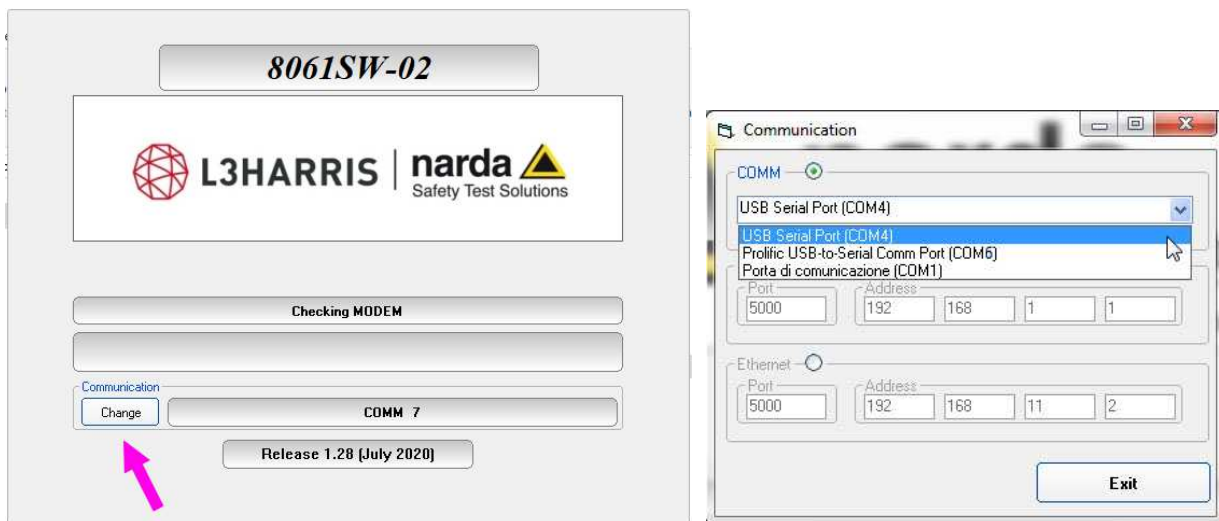 8061SW-02
L3HARRIS | narda
Safety Test Solutions
Checking MODEM
Communication
Change
COMM 7
Release 1.28 (July 2020)
Communication
COMM
USB Serial Port (COM4)
USB Serial Port (COM4)
Prolific USB-to-Serial Comm Port (COM6)
Porta di comunicazione (COM1)
Port
Address
5000 192 168 1 1
Ethernet
Port
Address
5000 192 168 11 2
Exit